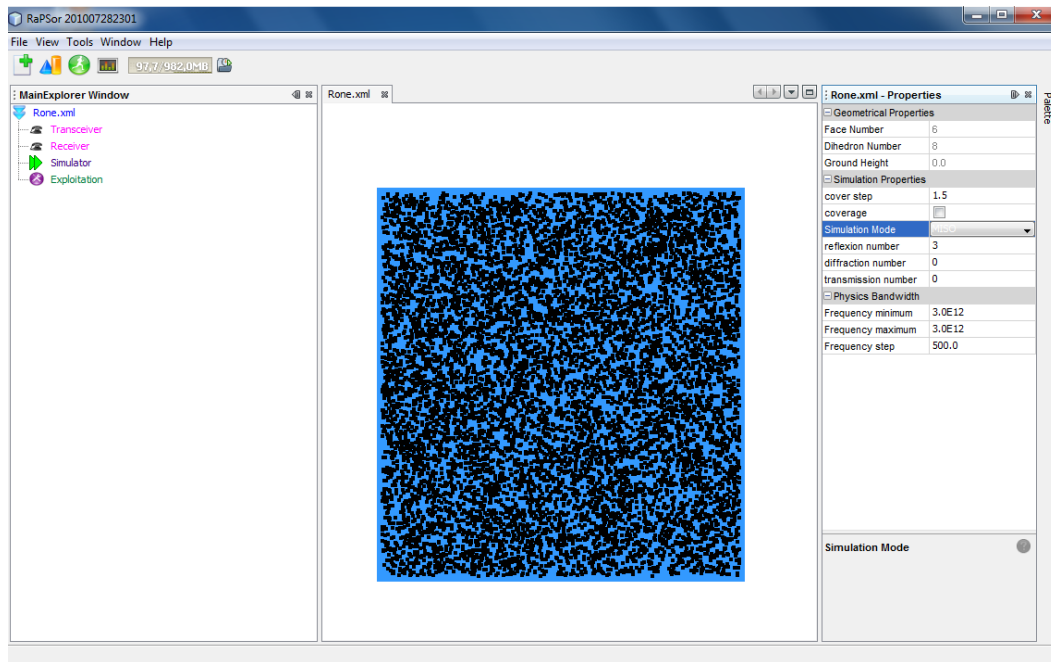 RaPSor 201007282301
File View Tools Window Help
97,7/982,0MB
MainExplorer Window
Rone.xml
Transceiver
Receiver
Simulator
Exploitation
Rone.xml
Rone.xml - Properties
Geometrical Properties
Face Number 6
Dihedron Number 8
Ground Height 0.0
Simulation Properties
cover step 1.5
coverage
Simulation Mode MISO
reflexion number 3
diffraction number 0
transmission number 0
Physics Bandwidth
Frequency minimum 3.0E12
Frequency maximum 3.0E12
Frequency step 500.0
Simulation Mode
Palette